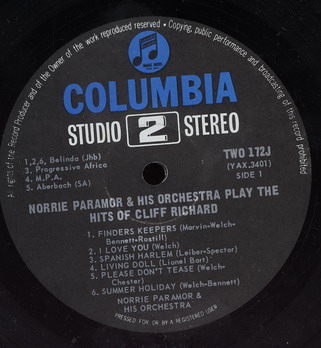 All rights of the Record Producer and of the Owner of the work reproduced reserved • Copying, public performance and broadcasting of this record prohibited
COLUMBIA
STUDIO 2 STEREO
1,2,6, Belinda (Jhb)
3. Progressive Africa
4. M.P.A.
5. Aberbach (SA)
TWO 172J
(YAX.3401)
SIDE 1
NORRIE PARAMOR & HIS ORCHESTRA PLAY THE
HITS OF CLIFF RICHARD
1. FINDERS KEEPERS (Marvin-Welch-
Bennett-Rostill)
2. I LOVE YOU (Welch)
3. SPANISH HARLEM (Leiber-Spector)
4. LIVING DOLL (Lionel Bart)
5. PLEASE DON'T TEASE (Welch-
Chester)
6. SUMMER HOLIDAY (Welch-Bennett)
NORRIE PARAMOR &
HIS ORCHESTRA
PRESSED FOR SH BY A REGISTERED USER